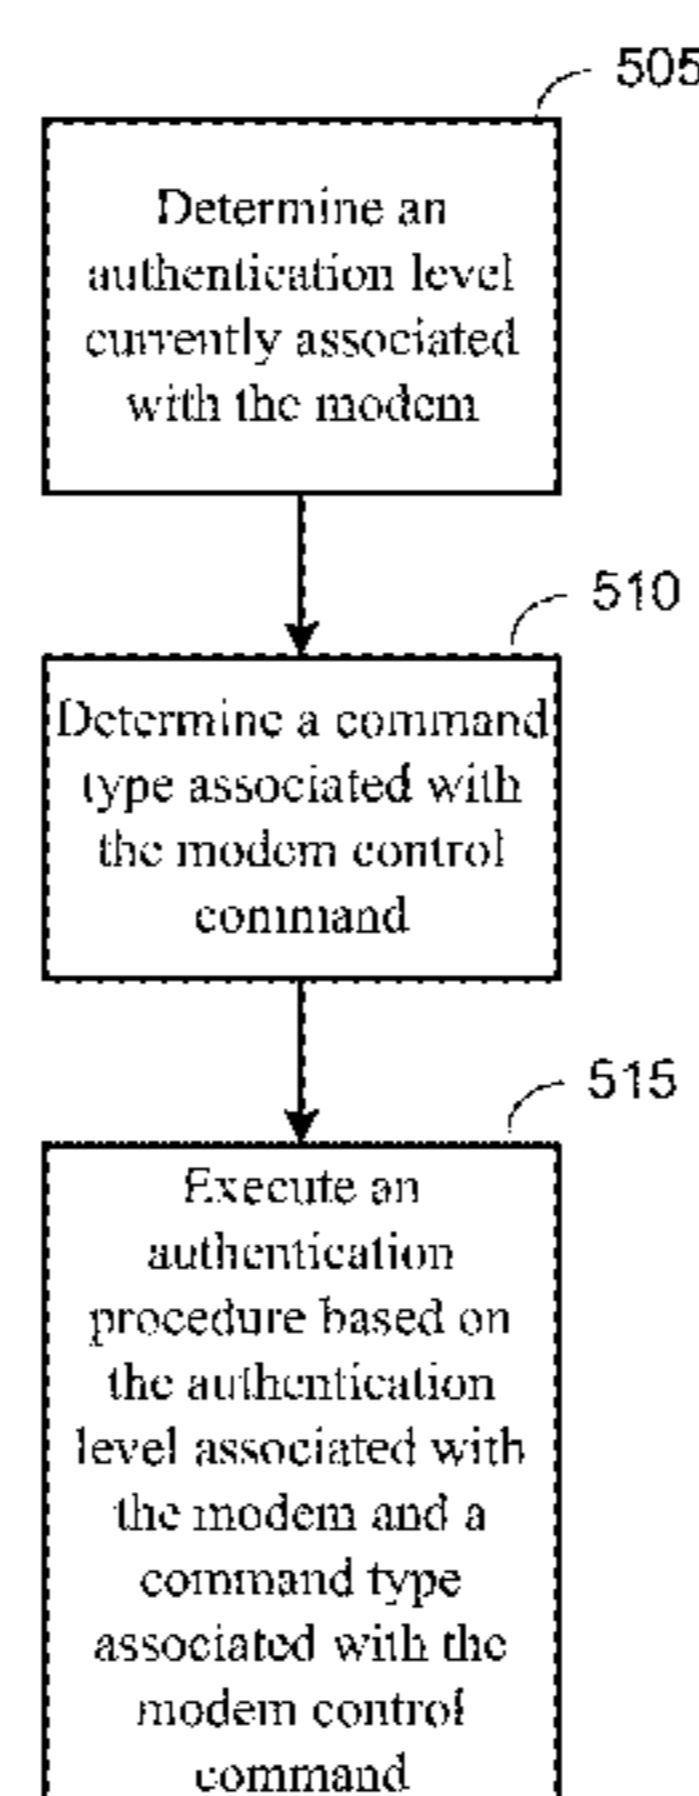 505
Determine an
authentication level
currently associated
with the modem
510
Determine a command
type associated with
the modem control
command
515
Execute an
authentication
procedure based on
the authentication
level associated with
the modem and a
command type
associated with the
modem control
command